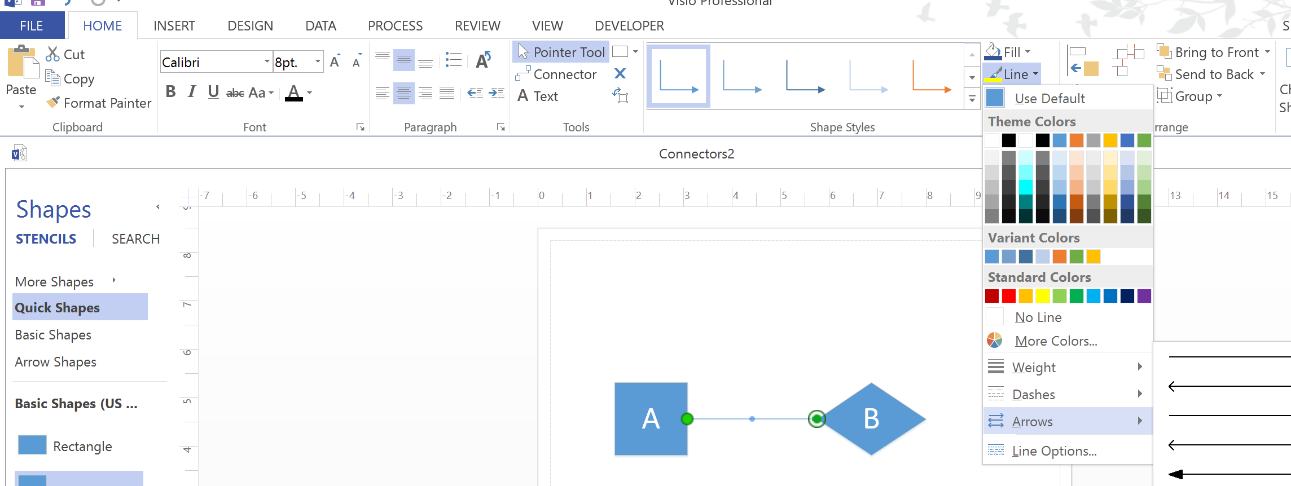 Visio Professional
FILE HOME INSERT DESIGN DATA PROCESS REVIEW VIEW DEVELOPER S
Cut
Copy
Format Painter
Paste
Clipboard
Calibri 8pt. A A
B I U abc Aa A
Font
A
Paragraph
Pointer Tool
Connector
A Text
Tools
Shape Styles
Fill
Line
Bring to Front
Send to Back
Group
rrange
Ch
Sh
Use Default
Theme Colors
Variant Colors
Standard Colors
No Line
More Colors...
Weight
Dashes
Arrows
Line Options...
Connectors2
-7 -6 -5 -4 -3 -2 -1 0 1 2 3 4 5 6 7 8 9 13 14 15
8
7
6
5
4
Shapes
STENCILS SEARCH
More Shapes
Quick Shapes
Basic Shapes
Arrow Shapes
Basic Shapes (US ...
Rectangle
A B